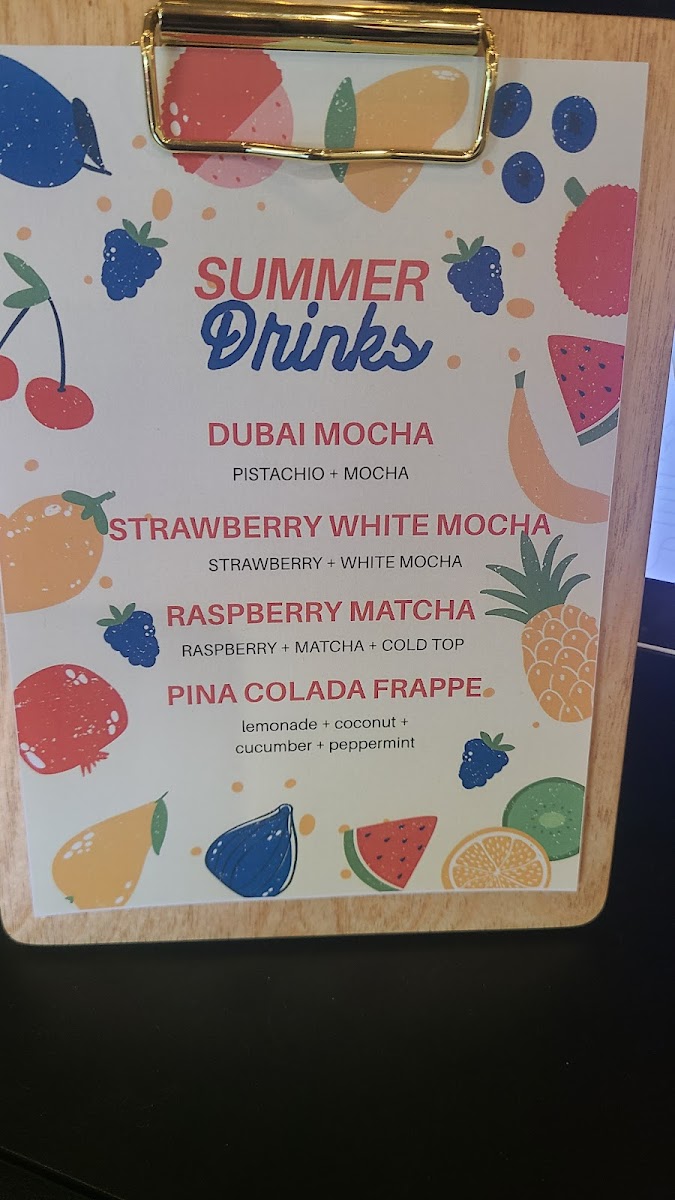 SUMMER
Drinks
DUBAI MOCHA
PISTACHIO + MOCHA
STRAWBERRY WHITE MOCHA
STRAWBERRY + WHITE MOCHA
RASPBERRY MATCHA
RASPBERRY + MATCHA + COLD TOP
PINA COLADA FRAPPE
lemonade + coconut +
cucumber + peppermint